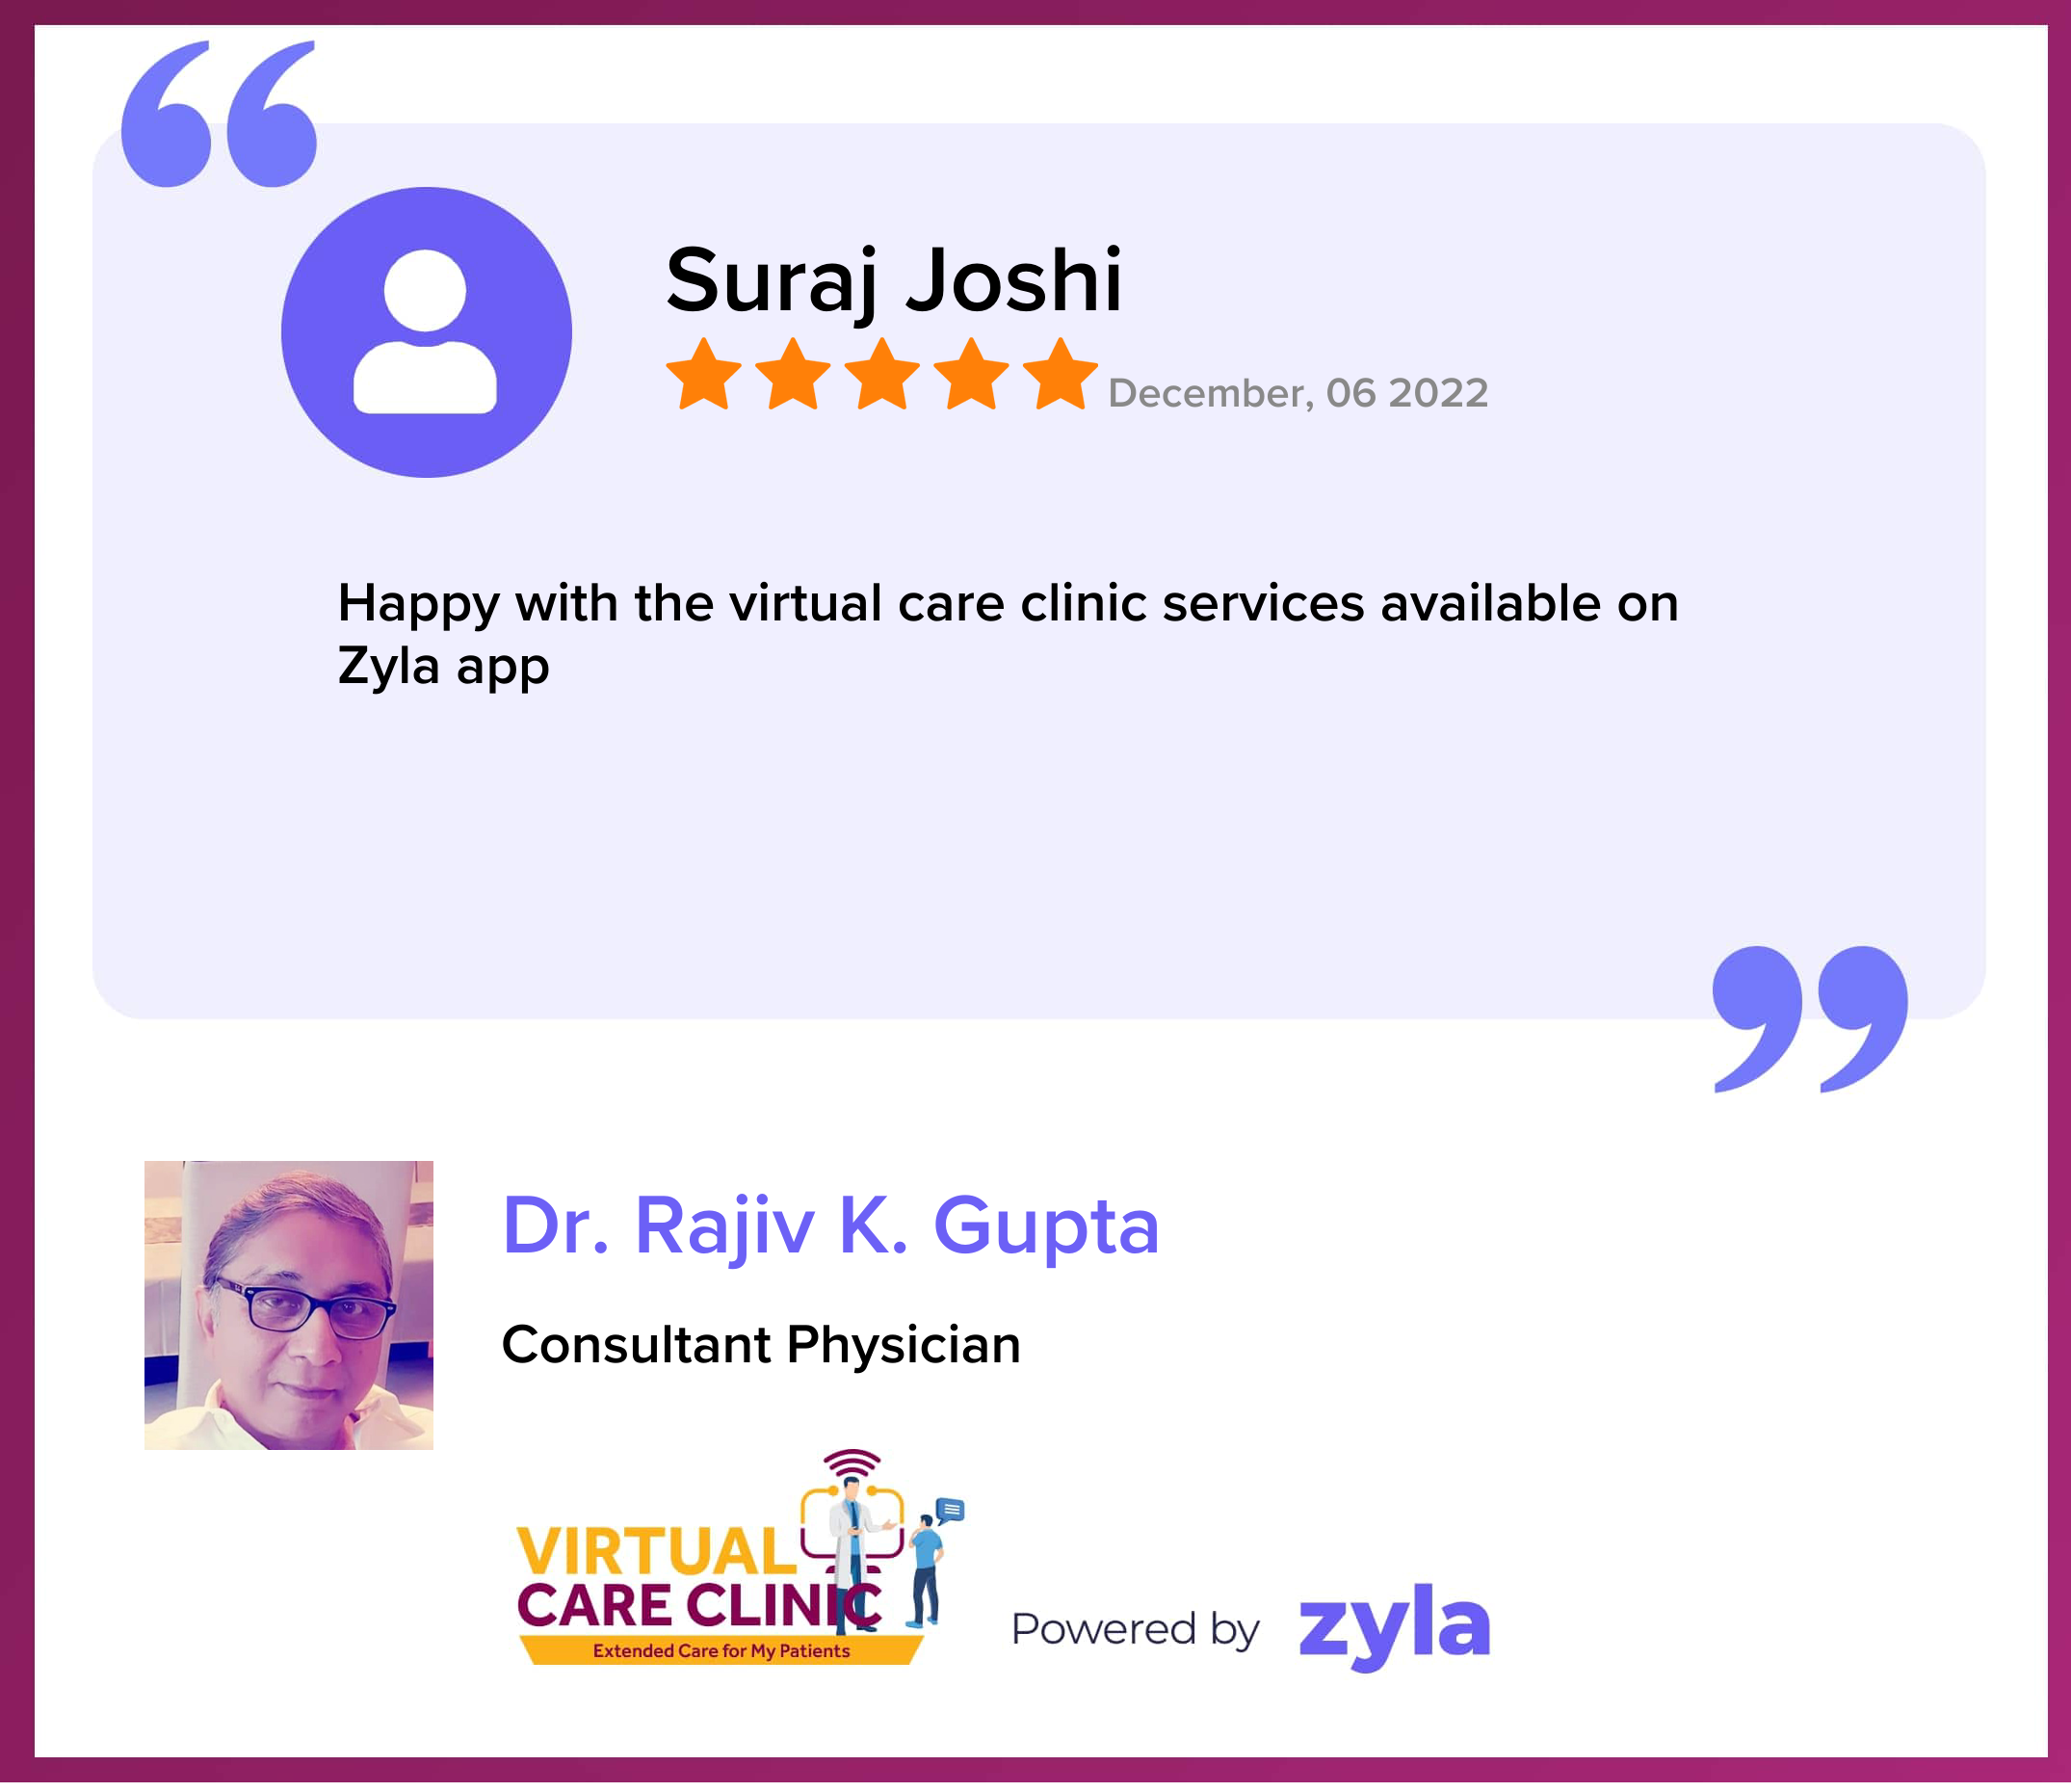 Suraj Joshi
December, 06 2022
Happy with the virtual care clinic services available on
Zyla app
Dr. Rajiv K. Gupta
Consultant Physician
VIRTUAL
CARE CLINIC
Extended Care for My Patients
Powered by zyla